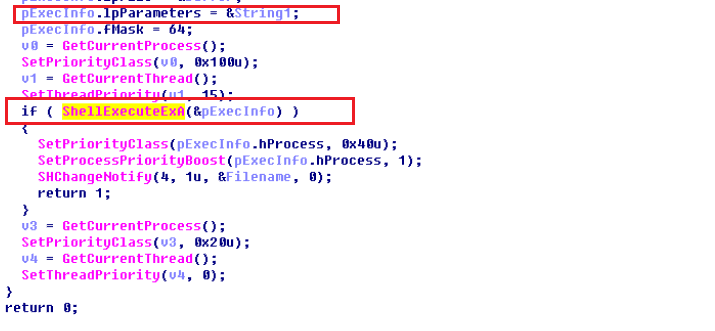 pExecInfo.lpParameters = &String1;
pExecInfo.fMask = 64;
v0 = GetCurrentProcess();
SetPriorityClass(v0, 0x100u);
v1 = GetCurrentThread();
SetThreadPriority(v1, 15);
if ( ShellExecuteExA(&pExecInfo) )
{
SetPriorityClass(pExecInfo.hProcess, 0x40u);
SetProcessPriorityBoost(pExecInfo.hProcess, 1);
SHChangeNotify(4, 1u, &Filename, 0);
return 1;
}
v3 = GetCurrentProcess();
SetPriorityClass(v3, 0x20u);
v4 = GetCurrentThread();
SetThreadPriority(v4, 0);
}
return 0;